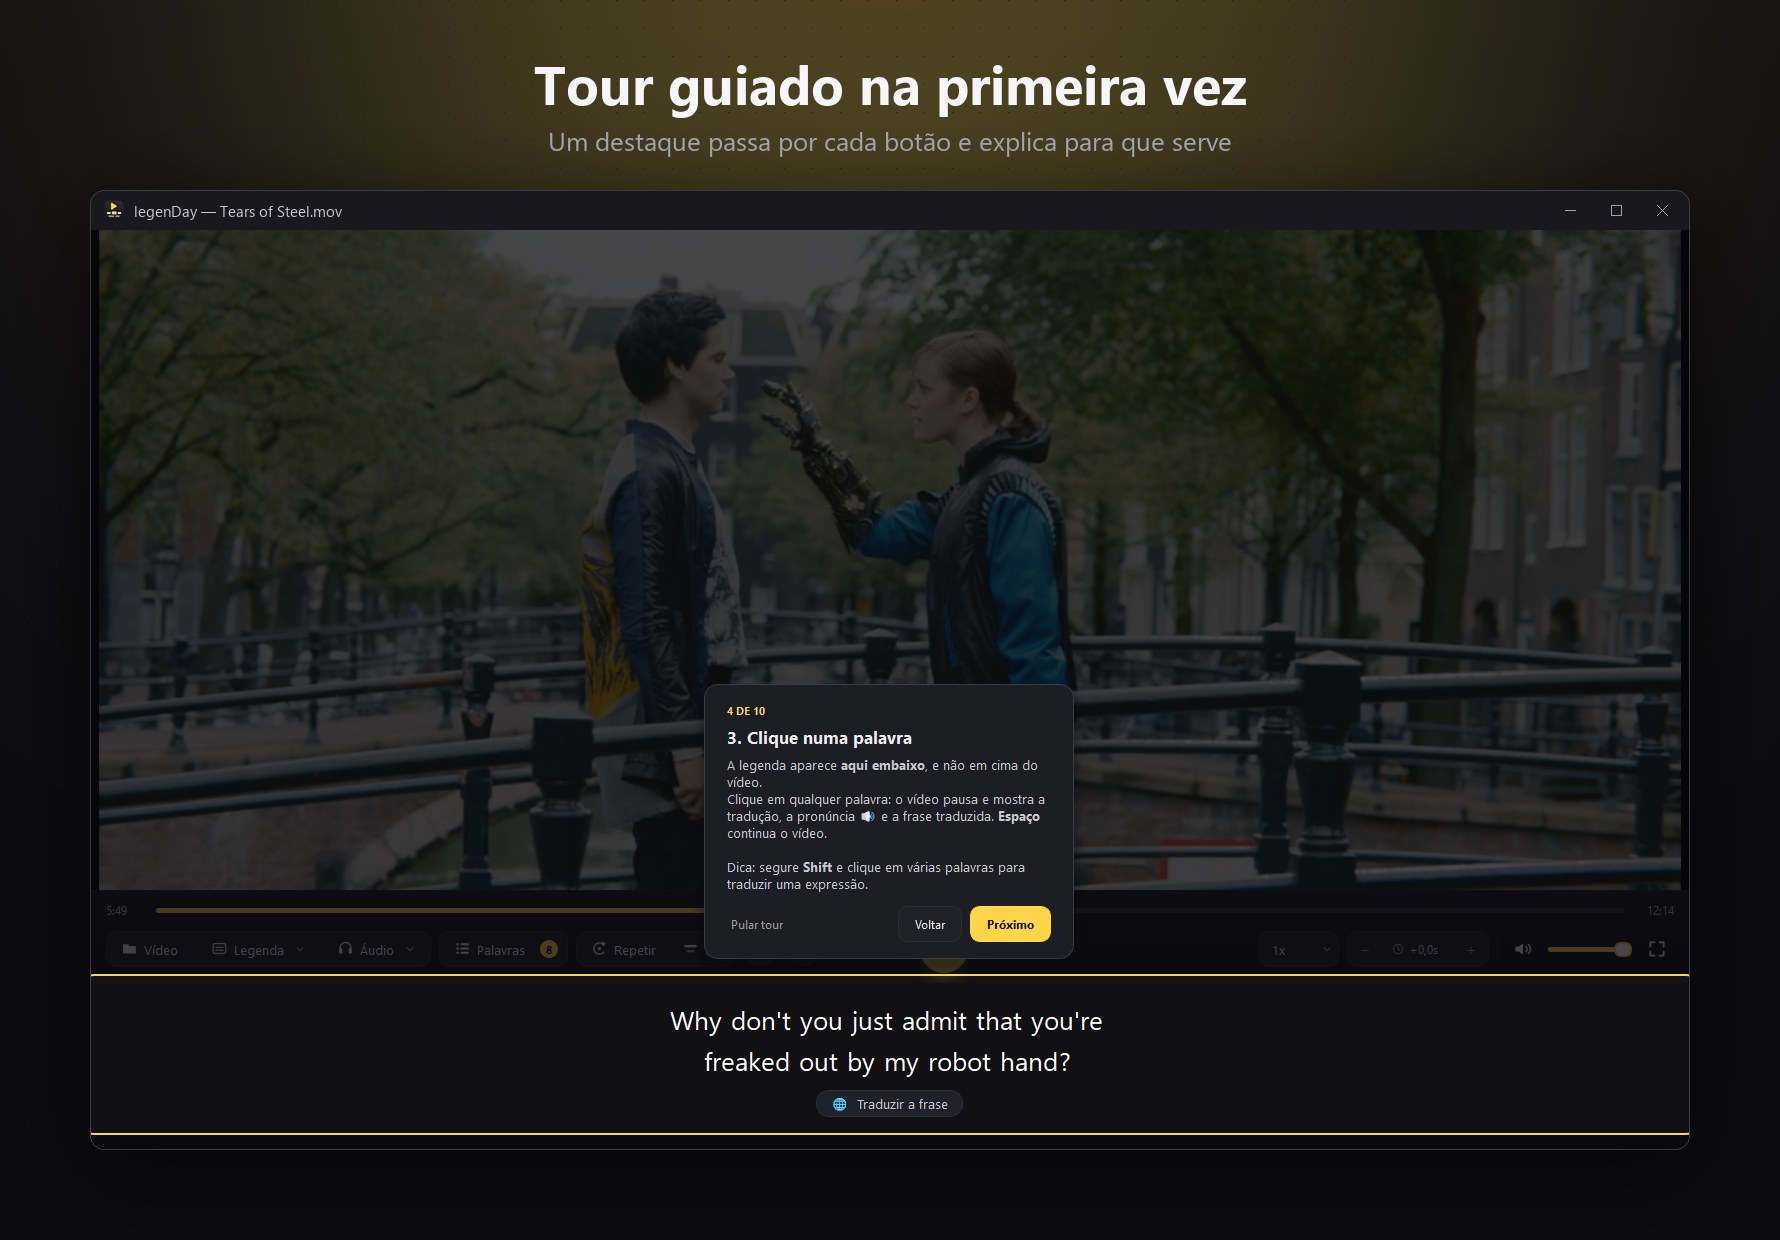 Tour guiado na primeira vez
Um destaque passa por cada botão e explica para que serve
legenDay — Tears of Steel.mov
4 DE 10
3. Clique numa palavra
A legenda aparece aqui embaixo, e não em cima do
vídeo.
Clique em qualquer palavra: o vídeo pausa e mostra a
tradução, a pronúncia 🔊 e a frase traduzida. Espaço
continua o vídeo.
Dica: segure Shift e clique em várias palavras para
traduzir uma expressão.
Pular tour Voltar Próximo
5:49 12:14
Vídeo Legenda Áudio Palavras 8 Repetir 1x − +0,0s +
Why don't you just admit that you're
freaked out by my robot hand?
Traduzir a frase